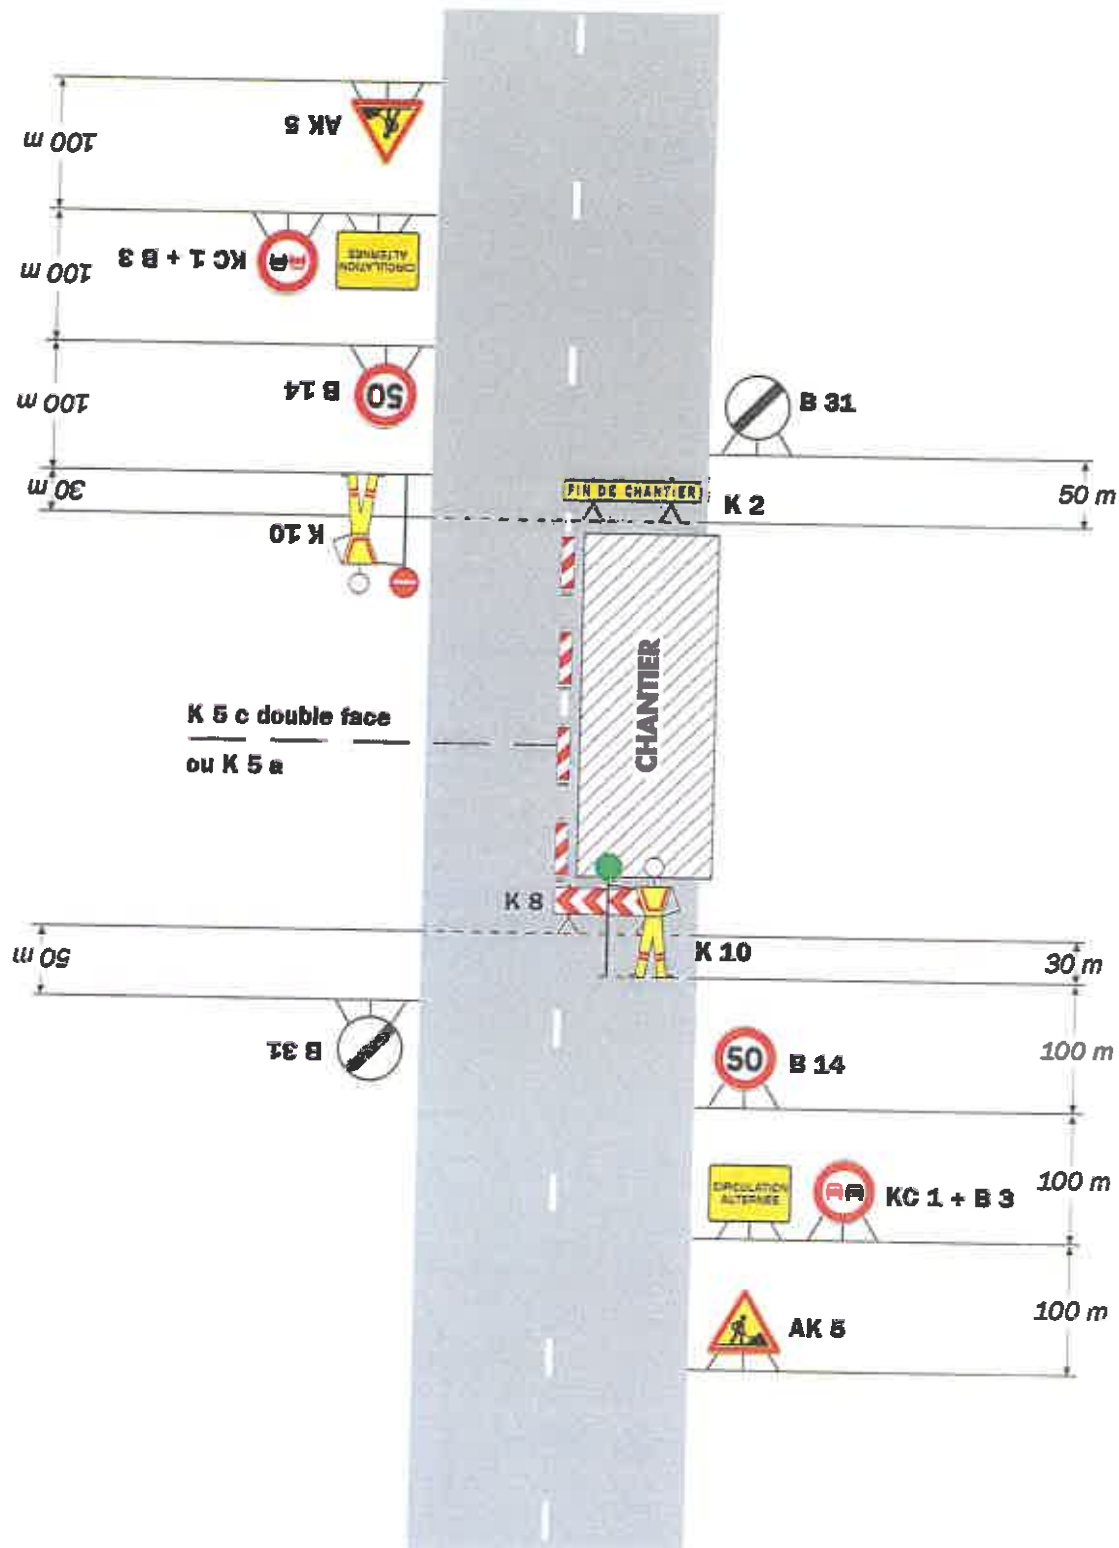 AK 5
100 m
KC 1 + B 3
CIRCULATION
ALTERNÉE
100 m
B 14
50
100 m
B 31
30 m
K 10
FIN DE CHANTIER
K 2
50 m
CHANTIER
K 5 c double face
ou K 5 a
K 8
K 10
30 m
50 m
B 31
50
B 14
100 m
CIRCULATION
ALTERNÉE
KC 1 + B 3
100 m
AK 5
100 m